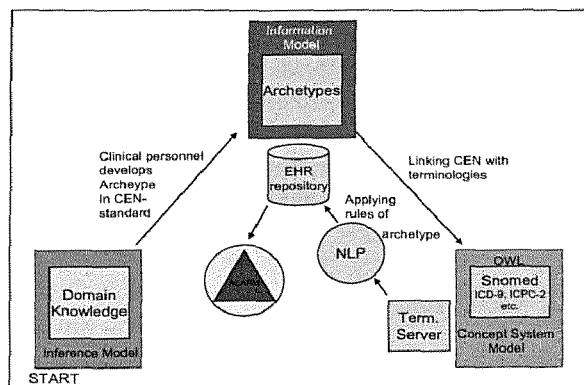 Information
Model
Archetypes
Clinical personnel
develops
Archeype
In CEN-
standard
EHR
repository
Linking CEN with
terminologies
Applying
rules of
archetype
NLP
OWL
Snomed
ICD-9, ICPC-2
etc.
Concept System
Model
Term.
Server
Domain
Knowledge
Inference Model
START